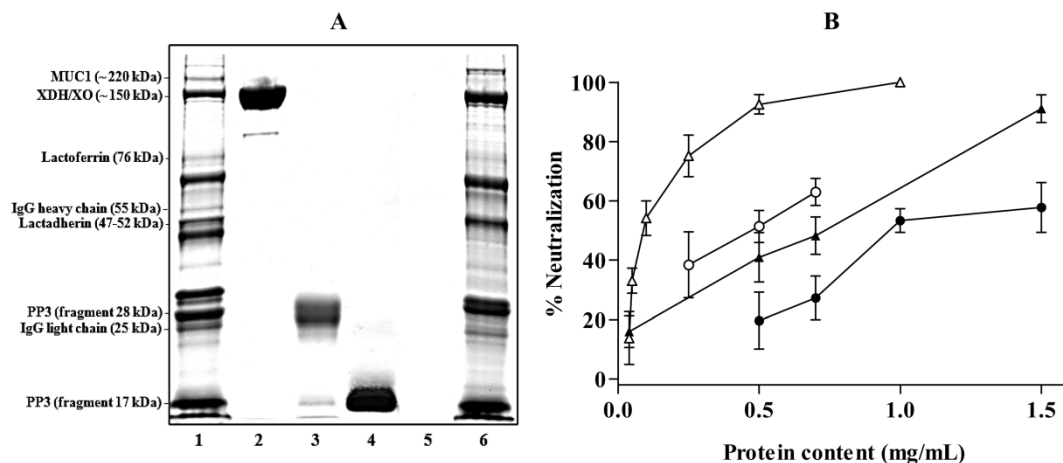 A
MUC1 (~ 220 kDa)
XDH/XO (~ 150 kDa)
Lactoferrin (76 kDa)
IgG heavy chain (55 kDa)
Lactadherin (47-52 kDa)
PP3 (fragment 28 kDa)
IgG light chain (25 kDa)
PP3 (fragment 17 kDa)
1 2 3 4 5 6
B
% Neutralization
100
80
60
40
20
0
0.0 0.5 1.0 1.5
Protein content (mg/mL)